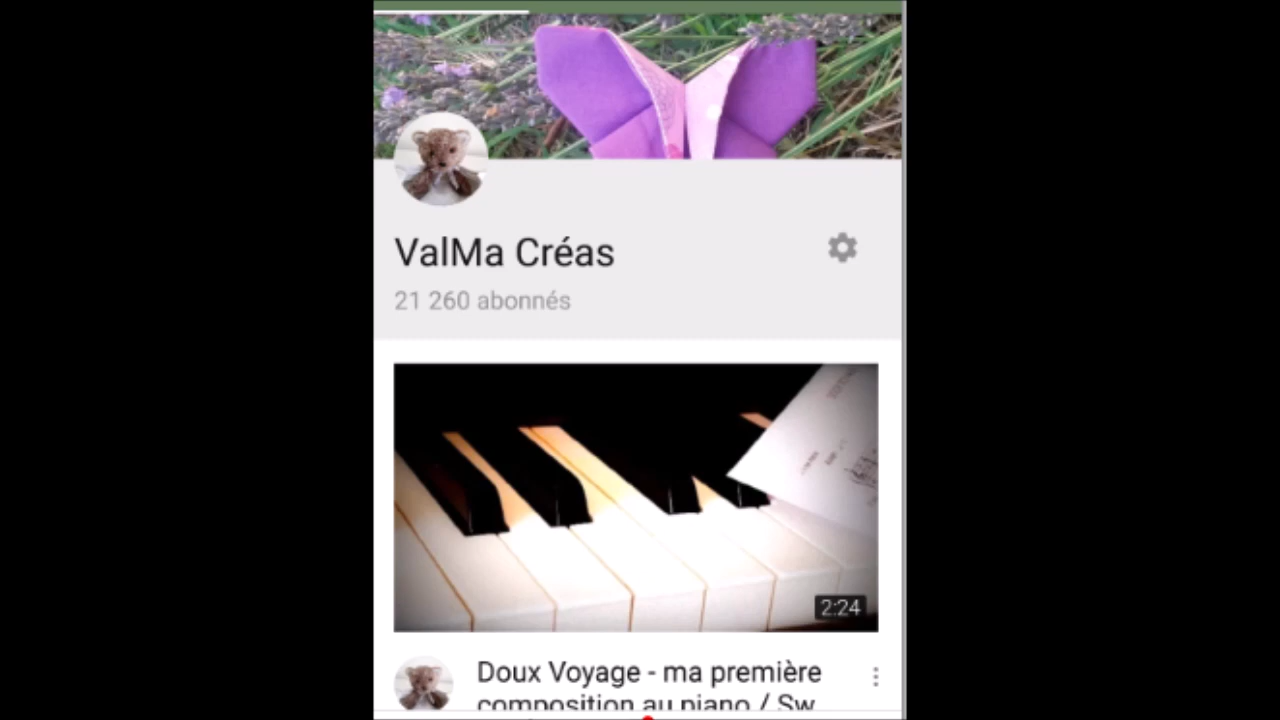 ValMa Créas
21 260 abonnés
2:24
Doux Voyage - ma première
composition au piano / Sw